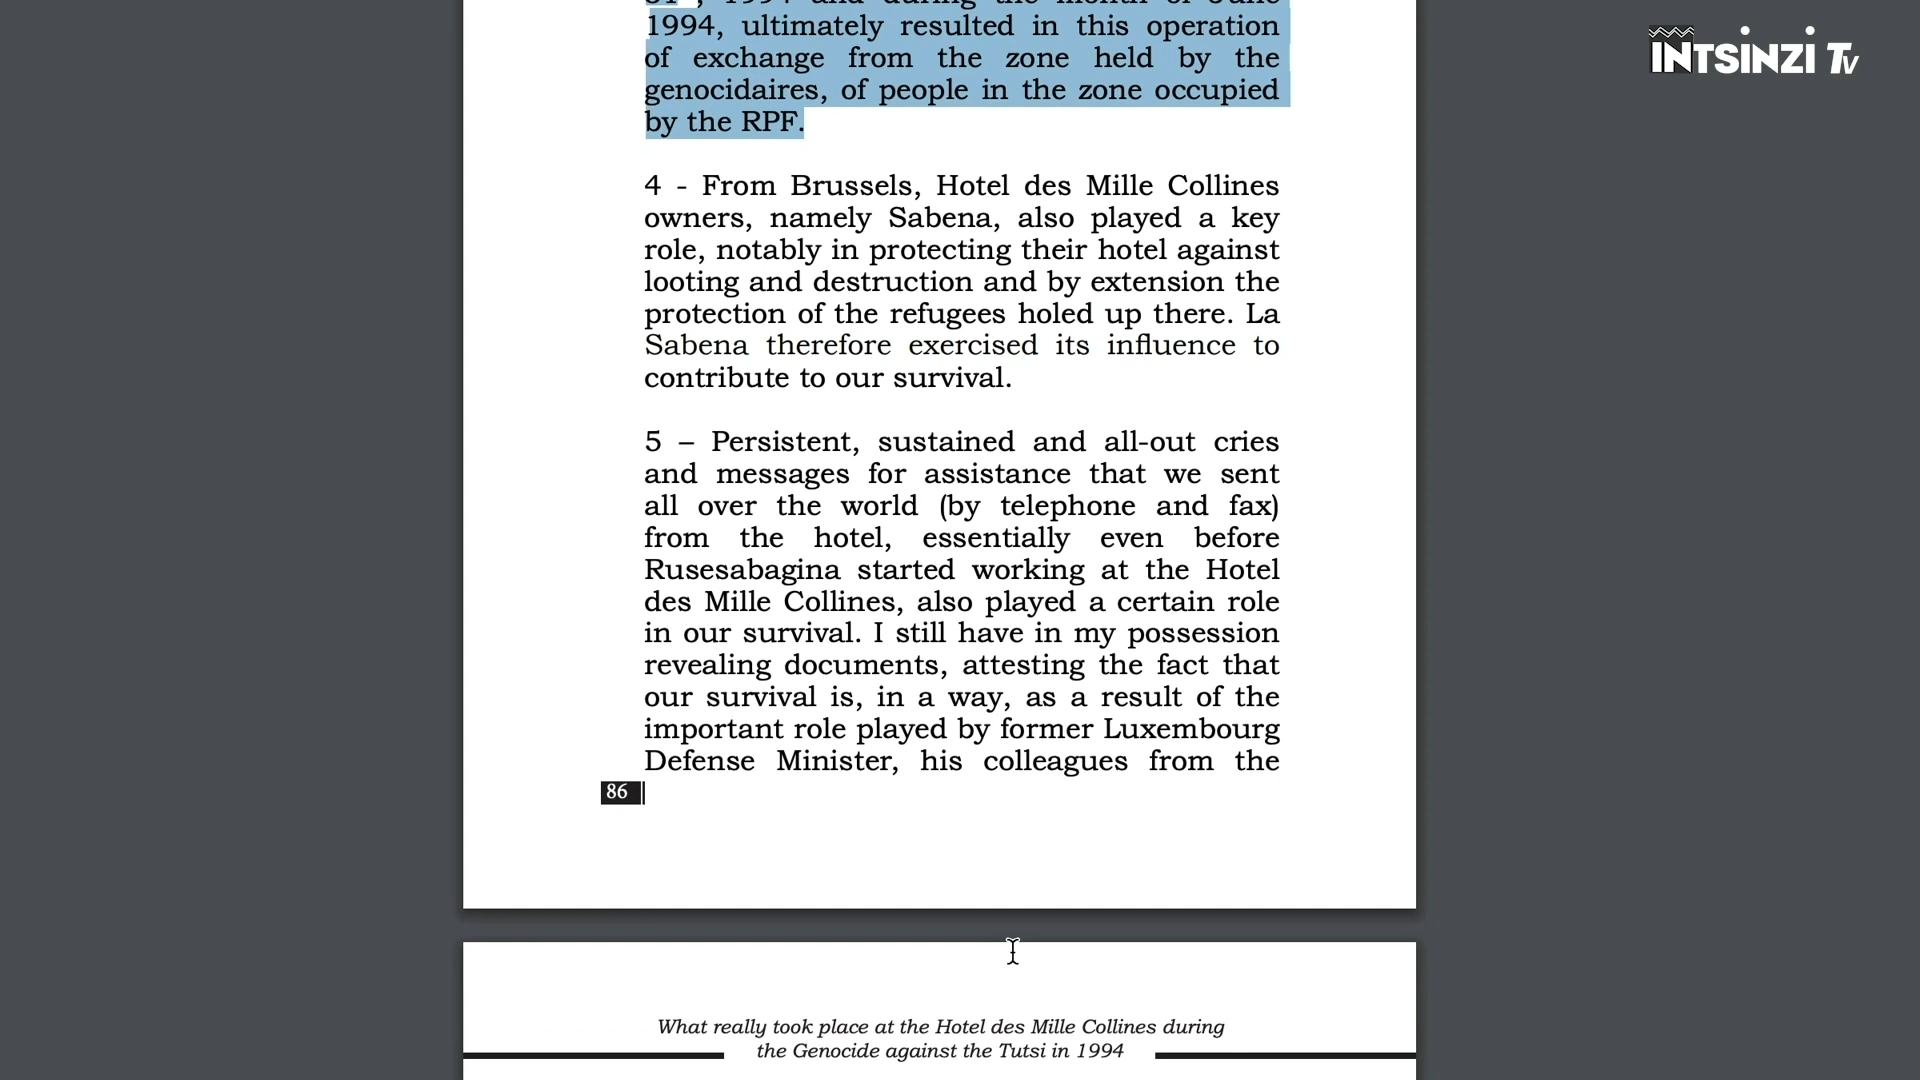 INTSINZI TV
, 1994 and during the month of June
1994, ultimately resulted in this operation
of exchange from the zone held by the
genocidaires, of people in the zone occupied
by the RPF.
4 - From Brussels, Hotel des Mille Collines
owners, namely Sabena, also played a key
role, notably in protecting their hotel against
looting and destruction and by extension the
protection of the refugees holed up there. La
Sabena therefore exercised its influence to
contribute to our survival.
5 – Persistent, sustained and all-out cries
and messages for assistance that we sent
all over the world (by telephone and fax)
from the hotel, essentially even before
Rusesabagina started working at the Hotel
des Mille Collines, also played a certain role
in our survival. I still have in my possession
revealing documents, attesting the fact that
our survival is, in a way, as a result of the
important role played by former Luxembourg
Defense Minister, his colleagues from the
86
What really took place at the Hotel des Mille Collines during
the Genocide against the Tutsi in 1994